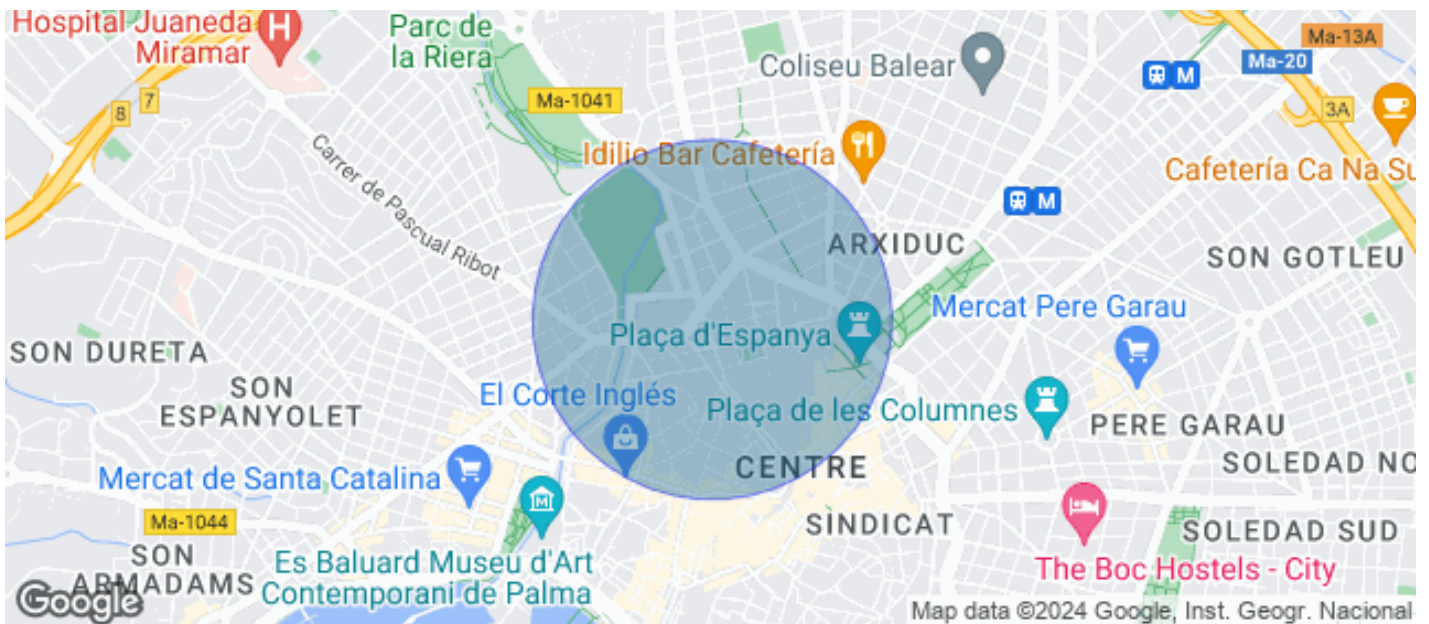 Hospital Juaneda
Miramar
Parc de
la Riera
Coliseu Balear
Ma-13A
Ma-20
M
8
7
Ma-1041
3A
Idilio Bar Cafetería
Cafetería Ca Na Su
Carrer de Pascual Ribot
M
ARXIDUC
SON GOTLEU
Mercat Pere Garau
Plaça d'Espanya
SON DURETA
SON
ESPANYOLET
El Corte Inglés
Plaça de les Columnes
PERE GARAU
CENTRE
SOLEDAD NO
Mercat de Santa Catalina
Ma-1044
SINDICAT
SOLEDAD SUD
SON
ARMADAMS
Es Baluard Museu d'Art
Contemporani de Palma
The Boc Hostels - City
Google
Map data ©2024 Google, Inst. Geogr. Nacional